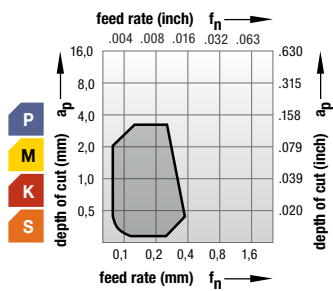 feed rate (inch) fn
.004 .008 .016 .032 .063
16,0 .630
8,0 .315
4,0 .158
2,0 .079
1,0 .039
0,5 .020
ap
depth of cut (mm)
ap
depth of cut (inch)
P
M
K
S
0,1 0,2 0,4 0,8 1,6
feed rate (mm) fn